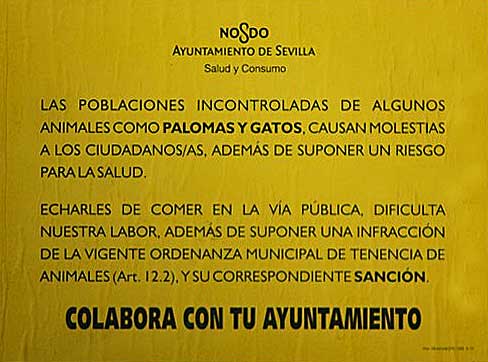 NO8DO
AYUNTAMIENTO DE SEVILLA
Salud y Consumo
LAS POBLACIONES INCONTROLADAS DE ALGUNOS
ANIMALES COMO PALOMAS Y GATOS, CAUSAN MOLESTIAS
A LOS CIUDADANOS/AS, ADEMÁS DE SUPONER UN RIESGO
PARA LA SALUD.
ECHARLES DE COMER EN LA VÍA PÚBLICA, DIFICULTA
NUESTRA LABOR, ADEMÁS DE SUPONER UNA INFRACCIÓN
DE LA VIGENTE ORDENANZA MUNICIPAL DE TENENCIA DE
ANIMALES (Art. 12.2), Y SU CORRESPONDIENTE SANCIÓN.
COLABORA CON TU AYUNTAMIENTO